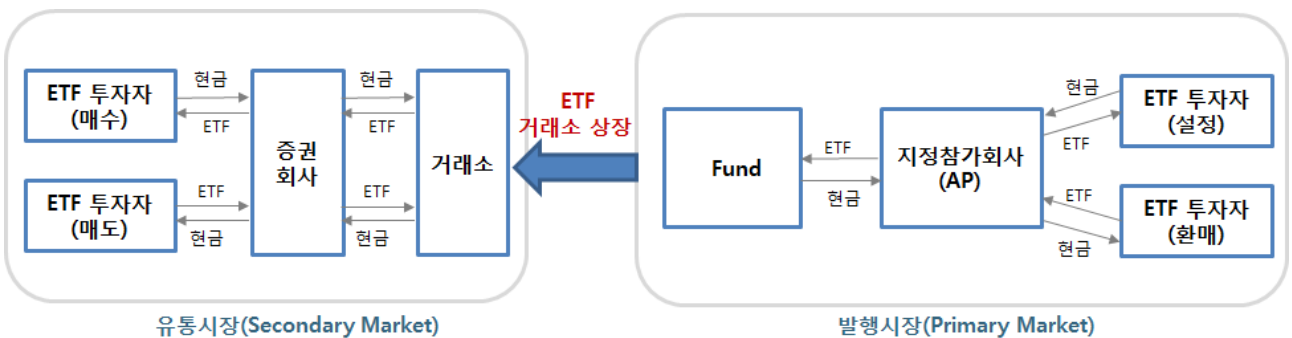 ETF 투자자
(매수)
현금
ETF
ETF 투자자
(매도)
ETF
현금
증권
회사
현금
ETF
ETF
현금
거래소
유통시장(Secondary Market)
ETF
거래소 상장
Fund
ETF
현금
지정참가회사
(AP)
현금
ETF
ETF 투자자
(설정)
ETF
현금
ETF 투자자
(환매)
발행시장(Primary Market)